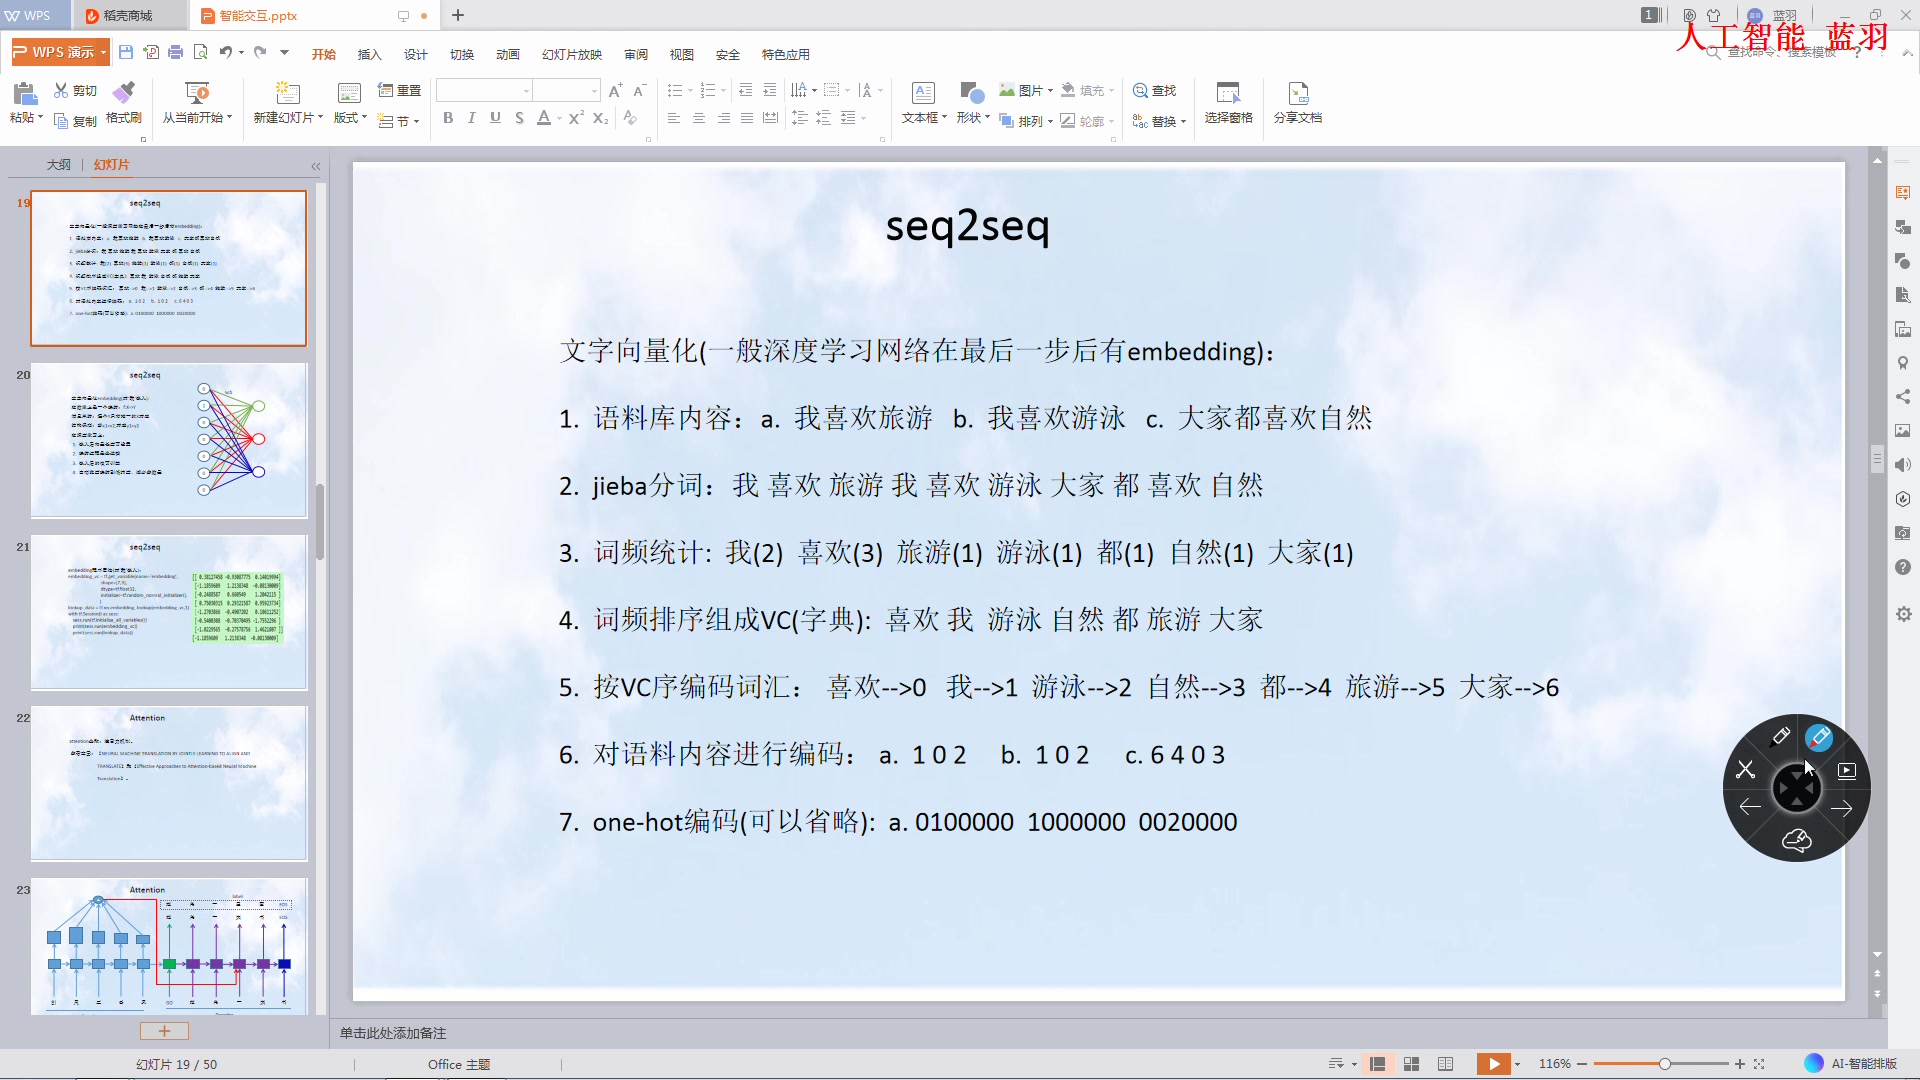 WPS
稻壳商城
智能交互.pptx
蓝羽
人工智能 蓝羽
WPS 演示
开始 插入 设计 切换 动画 幻灯片放映 审阅 视图 安全 特色应用
查找命令、搜索模板
粘贴 剪切 复制 格式刷 从当前开始 新建幻灯片 版式 重置 节
文本框 形状 图片 排列 填充 轮廓 查找 替换 选择窗格 分享文档
大纲 幻灯片
19
seq2seq
20
seq2seq
21
seq2seq
22
Attention
23
Attention
seq2seq
文字向量化(一般深度学习网络在最后一步后有embedding)：
1. 语料库内容：a. 我喜欢旅游 b. 我喜欢游泳 c. 大家都喜欢自然
2. jieba分词：我 喜欢 旅游 我 喜欢 游泳 大家 都 喜欢 自然
3. 词频统计: 我(2) 喜欢(3) 旅游(1) 游泳(1) 都(1) 自然(1) 大家(1)
4. 词频排序组成VC(字典): 喜欢 我 游泳 自然 都 旅游 大家
5. 按VC序编码词汇： 喜欢-->0 我-->1 游泳-->2 自然-->3 都-->4 旅游-->5 大家-->6
6. 对语料内容进行编码： a. 1 0 2 b. 1 0 2 c. 6 4 0 3
7. one-hot编码(可以省略): a. 0100000 1000000 0020000
单击此处添加备注
幻灯片 19 / 50
Office 主题
116%
AI-智能排版